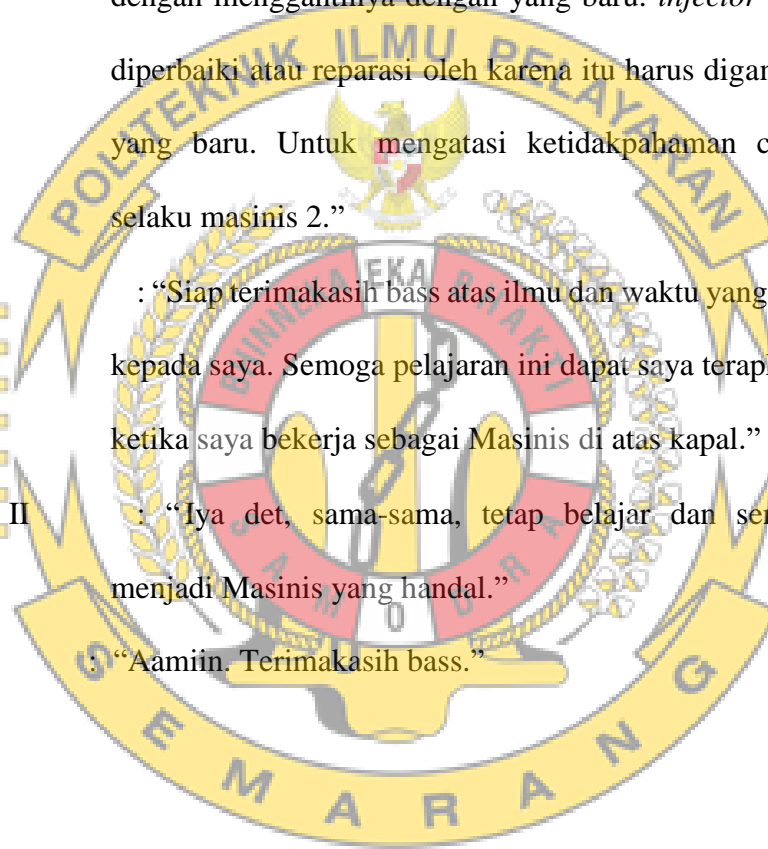 dengan menggantinya dengan yang baru. injector
diperbaiki atau reparasi oleh karena itu harus
yang baru. Untuk mengatasi ketidakpahaman
selaku masinis 2.”
: “Siap terimakasih bass atas ilmu dan waktu yang
kepada saya. Semoga pelajaran ini dapat saya
ketika saya bekerja sebagai Masinis di atas kapal.”
II : “Iya det, sama-sama, tetap belajar dan
menjadi Masinis yang handal.”
: “Aamiin. Terimakasih bass.”
POLITEKNIK ILMU PELAYARAN
BHINNEKA EKA BHAKTI
SAMODRA
SEMARANG